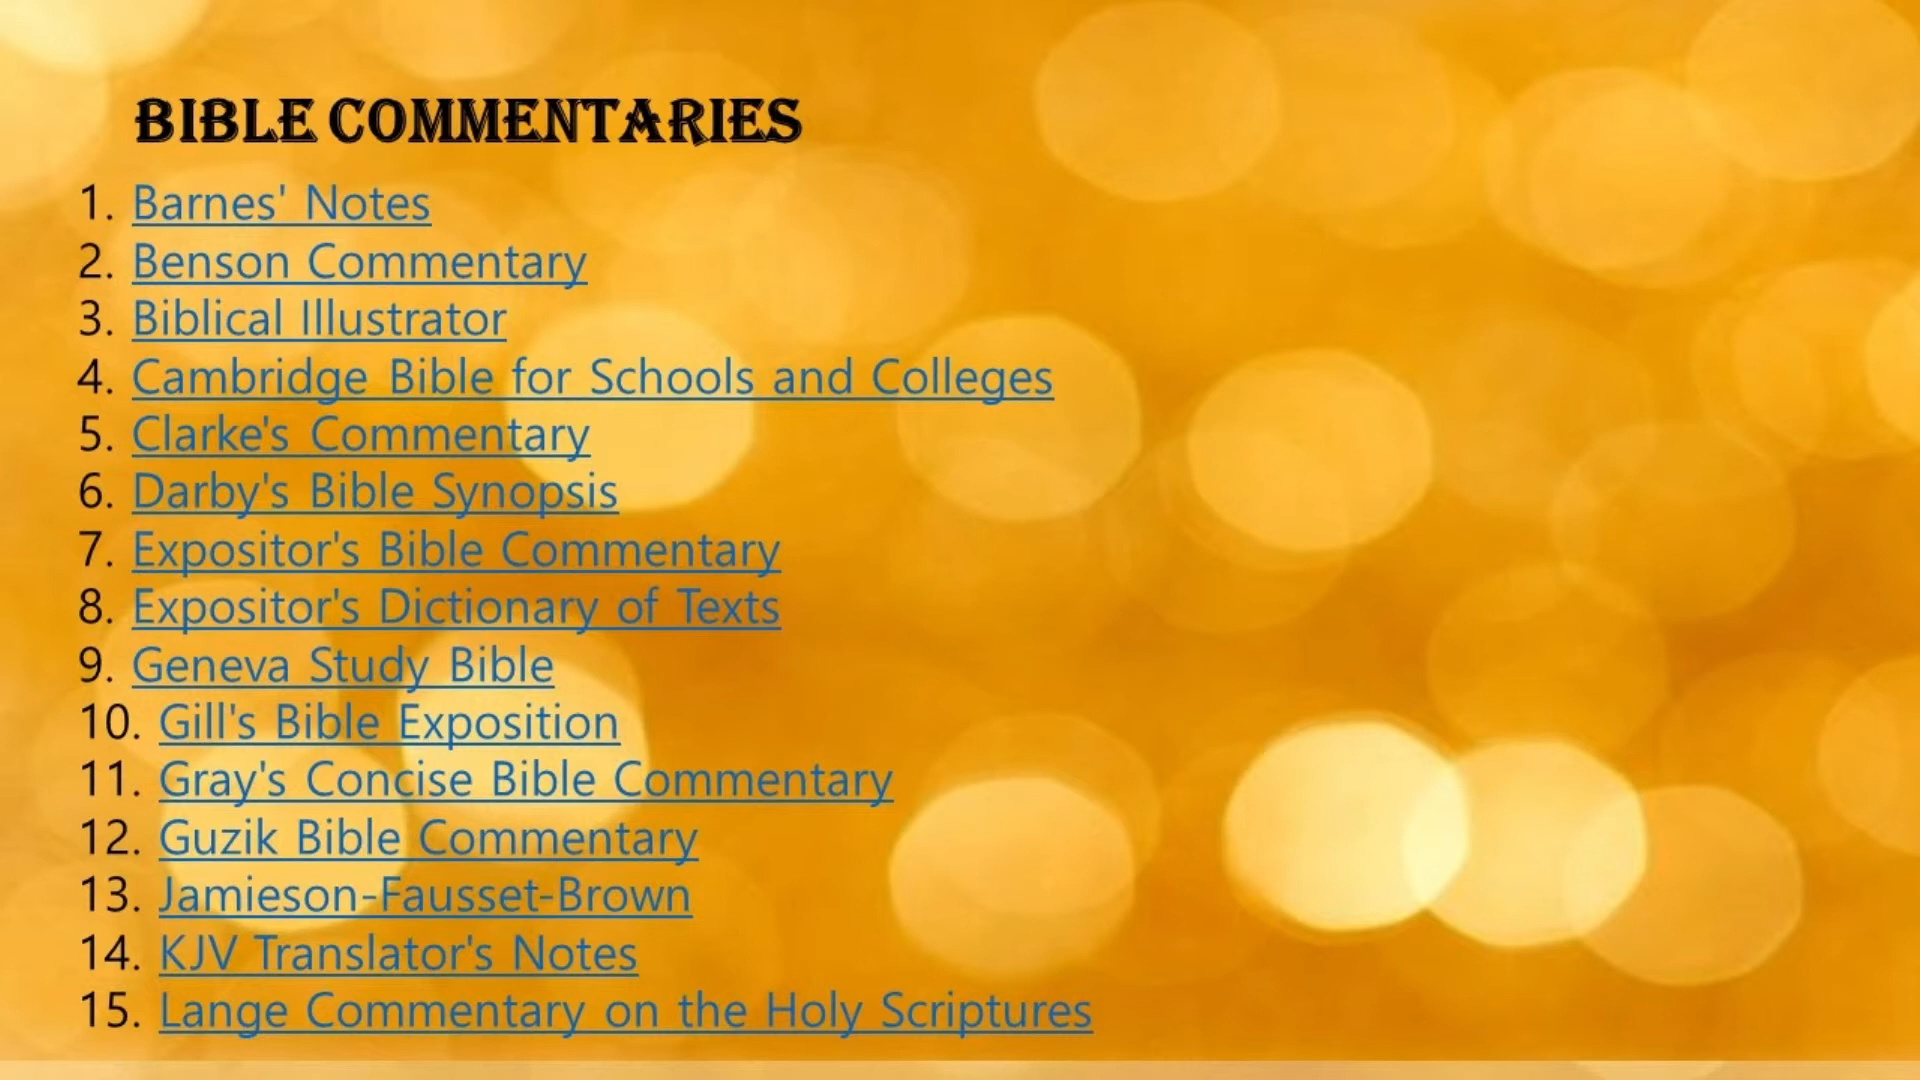 BIBLE COMMENTARIES
1. Barnes' Notes
2. Benson Commentary
3. Biblical Illustrator
4. Cambridge Bible for Schools and Colleges
5. Clarke's Commentary
6. Darby's Bible Synopsis
7. Expositor's Bible Commentary
8. Expositor's Dictionary of Texts
9. Geneva Study Bible
10. Gill's Bible Exposition
11. Gray's Concise Bible Commentary
12. Guzik Bible Commentary
13. Jamieson-Fausset-Brown
14. KJV Translator's Notes
15. Lange Commentary on the Holy Scriptures